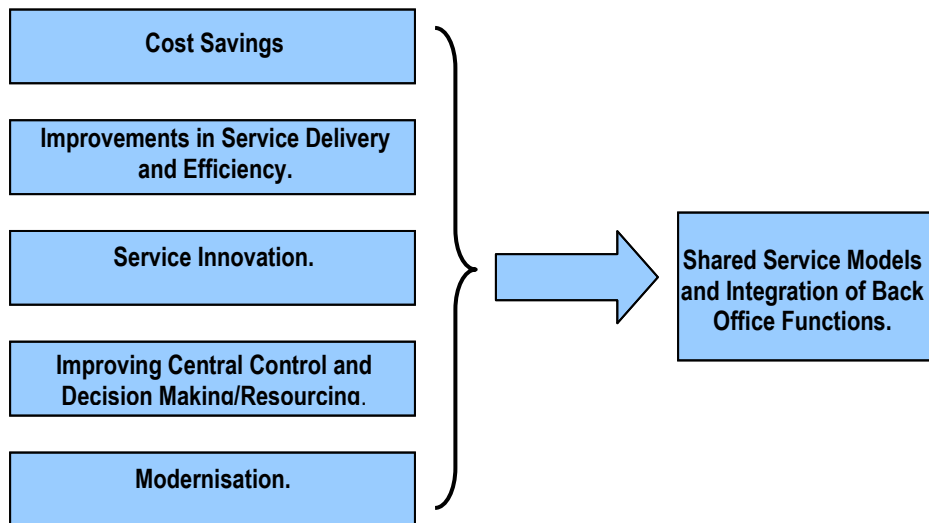 Cost Savings
Improvements in Service Delivery
and Efficiency.
Service Innovation.
Improving Central Control and
Decision Making/Resourcing.
Modernisation.
Shared Service Models
and Integration of Back
Office Functions.